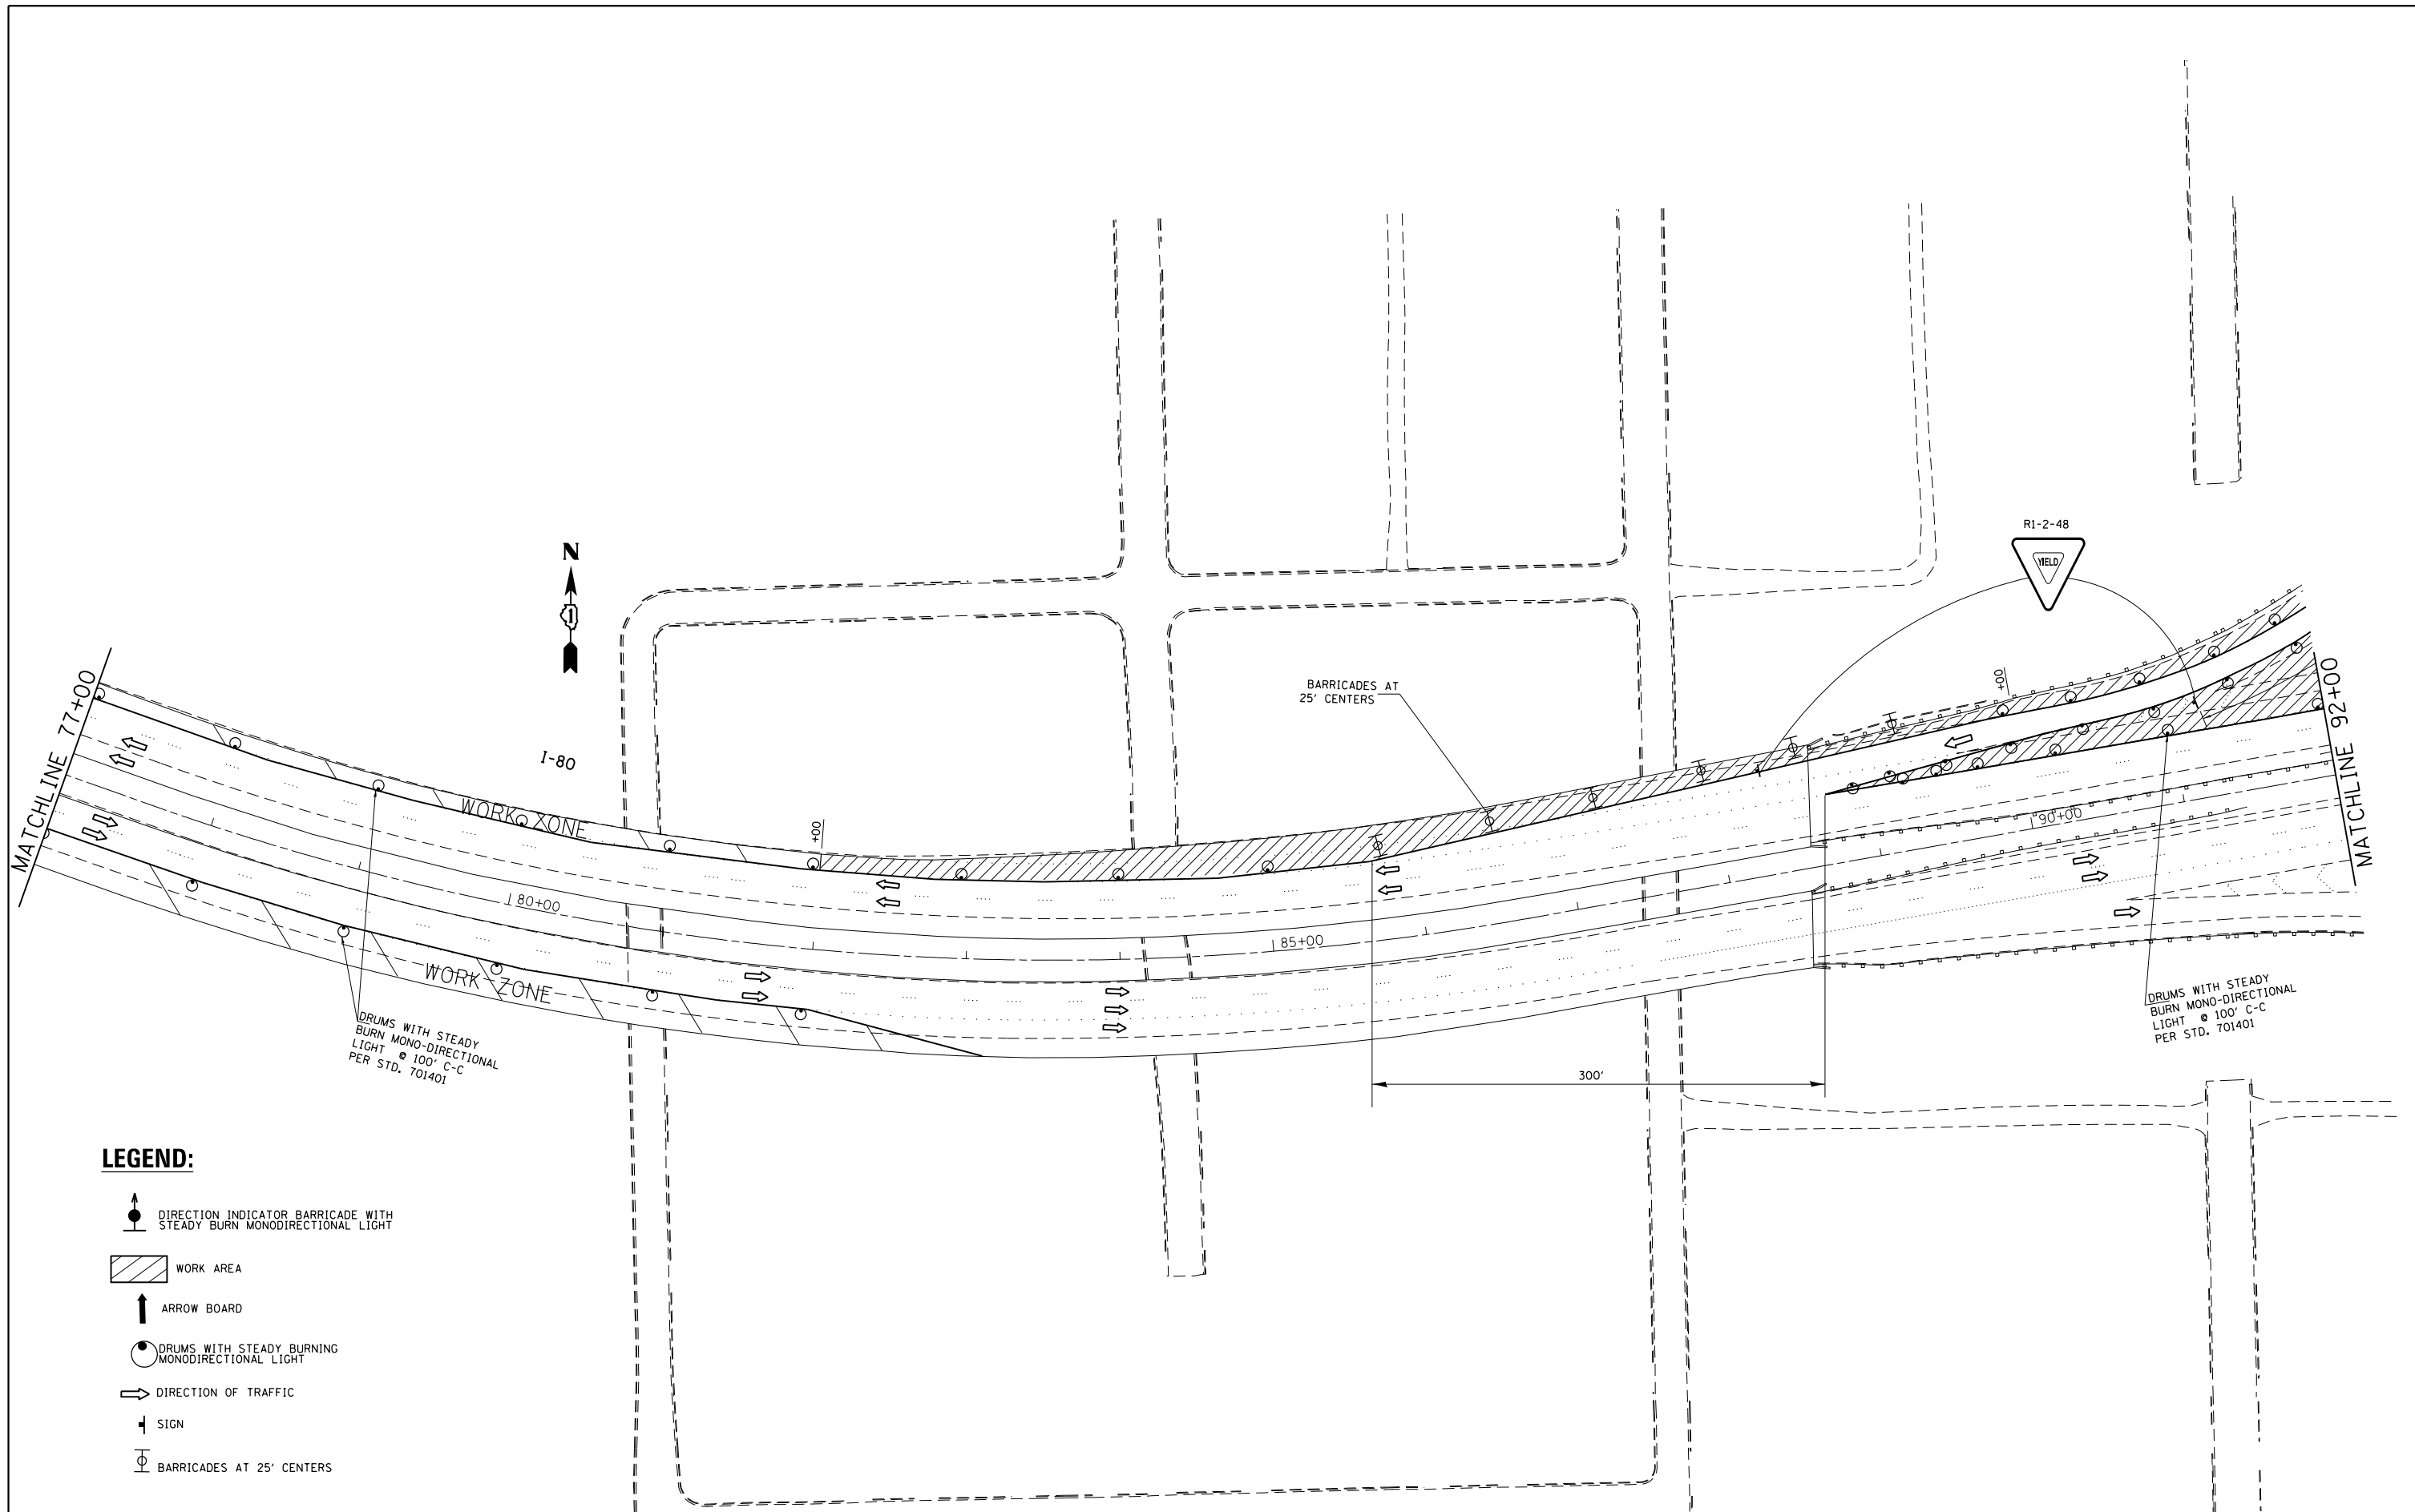 R1-2-48
YIELD
N
I-80
BARRICADES AT
25' CENTERS
+00
MATCHLINE 77+00
MATCHLINE 92+00
WORK ZONE
+00
90+00
80+00
85+00
WORK ZONE
DRUMS WITH STEADY
BURN MONO-DIRECTIONAL
LIGHT @ 100' C-C
PER STD. 701401
DRUMS WITH STEADY
BURN MONO-DIRECTIONAL
LIGHT @ 100' C-C
PER STD. 701401
300'
LEGEND:
DIRECTION INDICATOR BARRICADE WITH
STEADY BURN MONODIRECTIONAL LIGHT
WORK AREA
ARROW BOARD
DRUMS WITH STEADY BURNING
MONODIRECTIONAL LIGHT
DIRECTION OF TRAFFIC
SIGN
BARRICADES AT 25' CENTERS